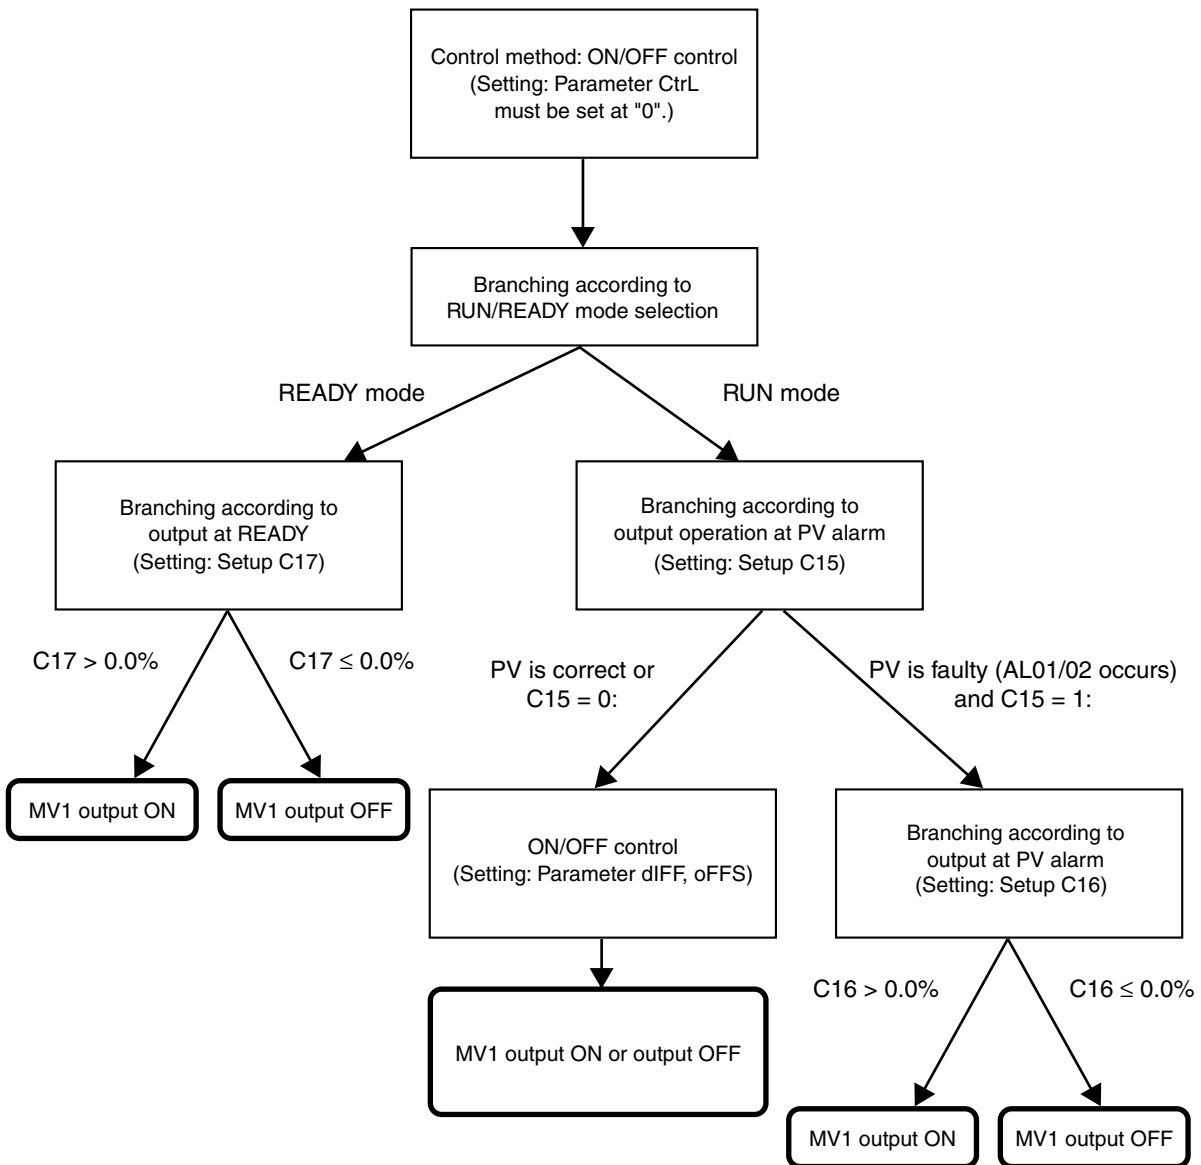 Control method: ON/OFF control
(Setting: Parameter CtrL
must be set at "0".)
Branching according to
RUN/READY mode selection
READY mode
RUN mode
Branching according to
output at READY
(Setting: Setup C17)
Branching according to
output operation at PV alarm
(Setting: Setup C15)
C17 > 0.0%
C17 ≤ 0.0%
PV is correct or
C15 = 0:
PV is faulty (AL01/02 occurs)
and C15 = 1:
MV1 output ON
MV1 output OFF
ON/OFF control
(Setting: Parameter dIFF, oFFS)
Branching according to
output at PV alarm
(Setting: Setup C16)
C16 > 0.0%
C16 ≤ 0.0%
MV1 output ON or output OFF
MV1 output ON
MV1 output OFF